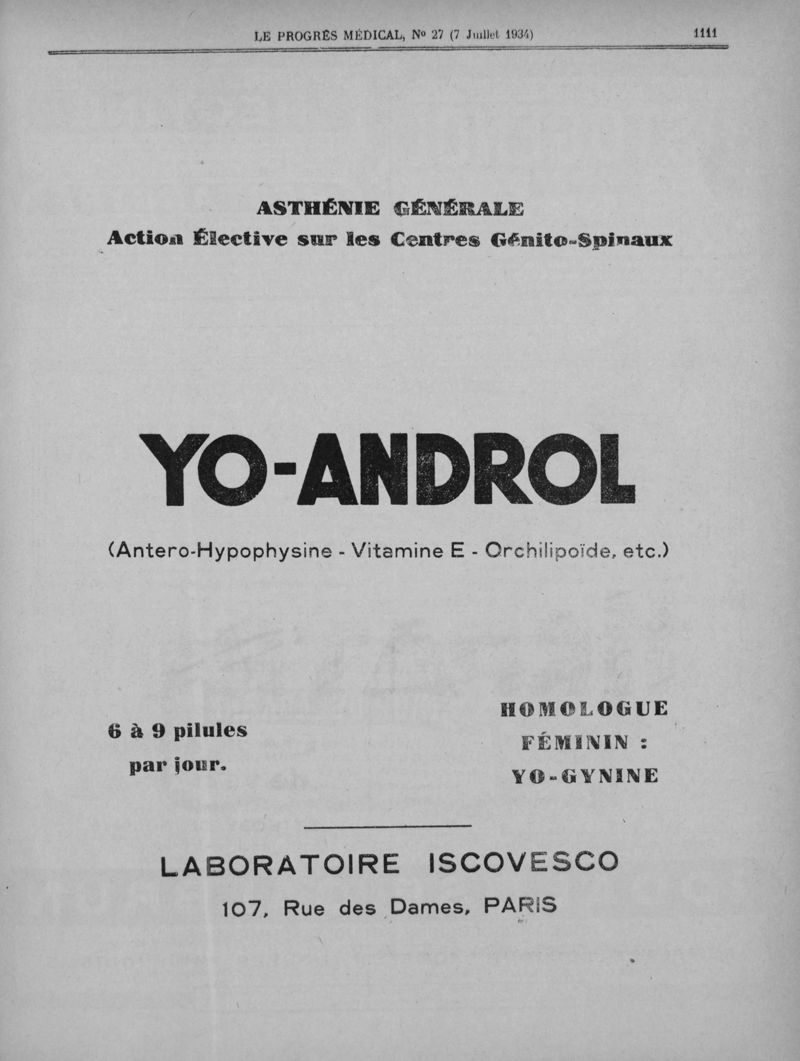 LE PROGRÈS MÉDICAL, Nº 27 (7 Juillet 1934) 1111
ASTHÉNIE GÉNÉRALE
Action Élective sur les Centres Génito-Spinaux
YO-ANDROL
(Antero-Hypophysine - Vitamine E - Orchilipoïde, etc.)
6 à 9 pilules
par jour.
HOMOLOGUE
FÉMININ :
YO-GYNINE
LABORATOIRE ISCOVESCO
107, Rue des Dames, PARIS